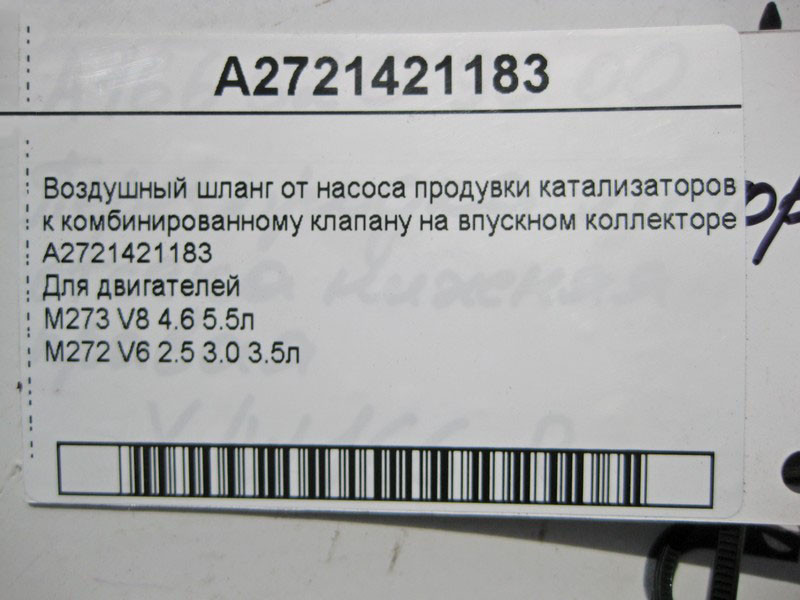 A2721421183
Воздушный шланг от насоса продувки катализаторов
к комбинированному клапану на впускном коллекторе
A2721421183
Для двигателей
M273 V8 4.6 5.5л
M272 V6 2.5 3.0 3.5л
нижняя